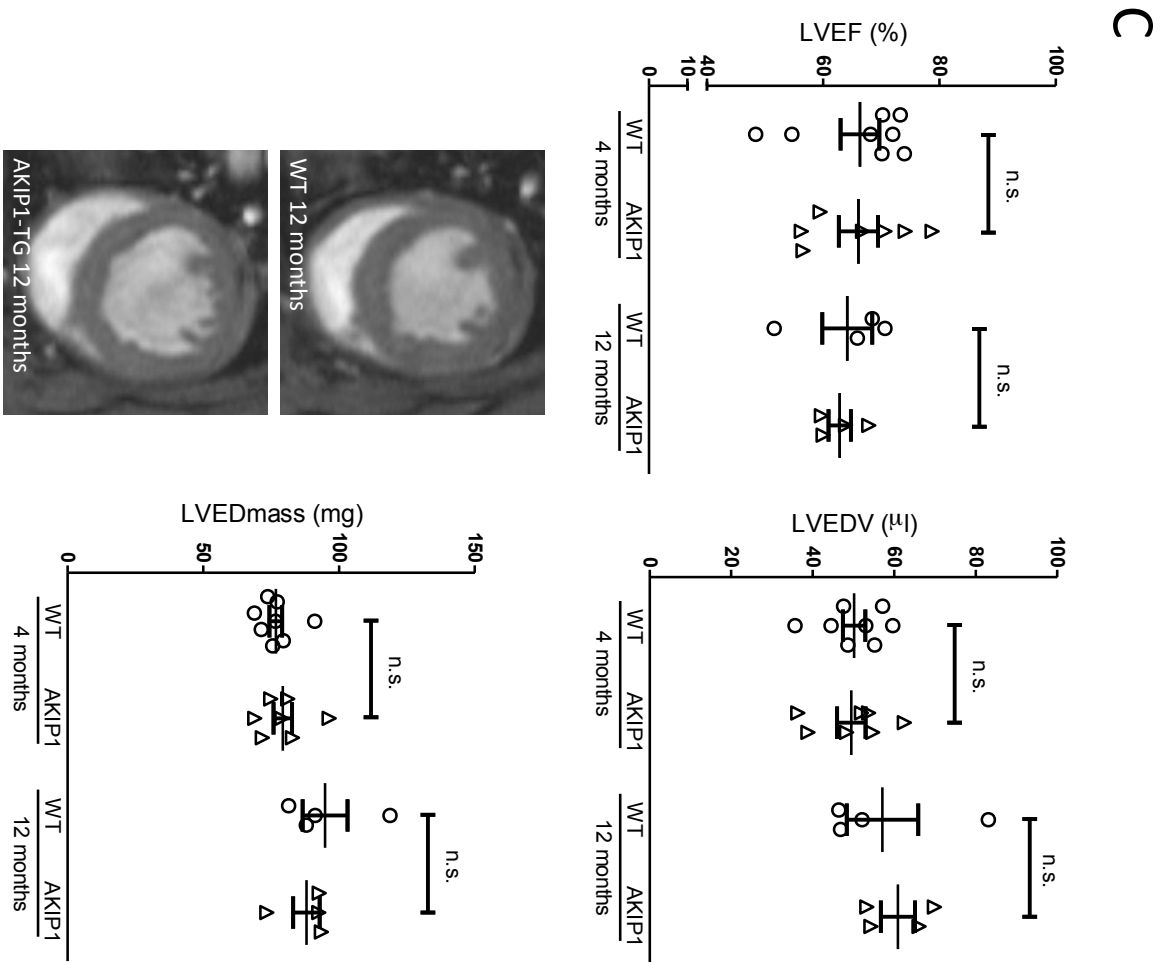 C
LVEF (%)
100
80
60
40
10
0
n.s.
n.s.
WT
AKIP1
WT
AKIP1
4 months
12 months
LVEDV (μl)
100
80
60
40
20
0
n.s.
n.s.
WT
AKIP1
WT
AKIP1
4 months
12 months
WT 12 months
AKIP1-TG 12 months
LVEDmass (mg)
150
100
50
0
n.s.
n.s.
WT
AKIP1
WT
AKIP1
4 months
12 months